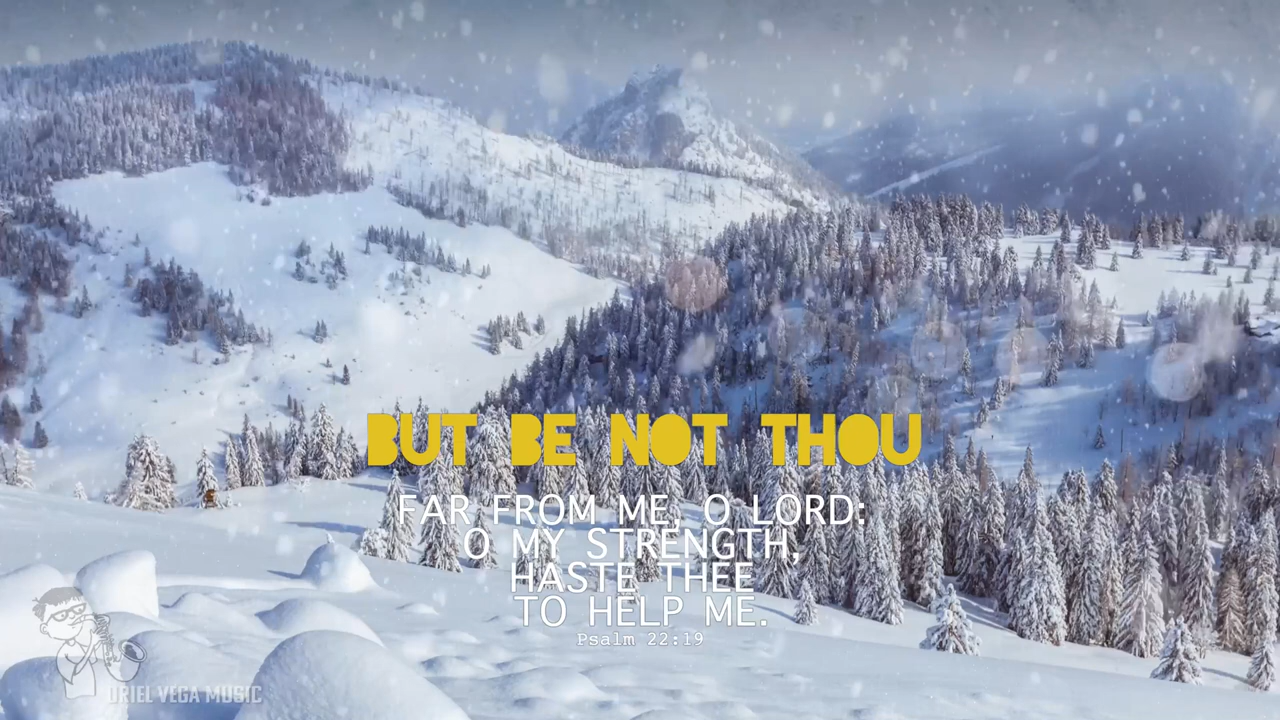 BUT BE NOT THOU
FAR FROM ME, O LORD:
O MY STRENGTH,
HASTE THEE
TO HELP ME.
Psalm 22:19
URIEL VEGA MUSIC